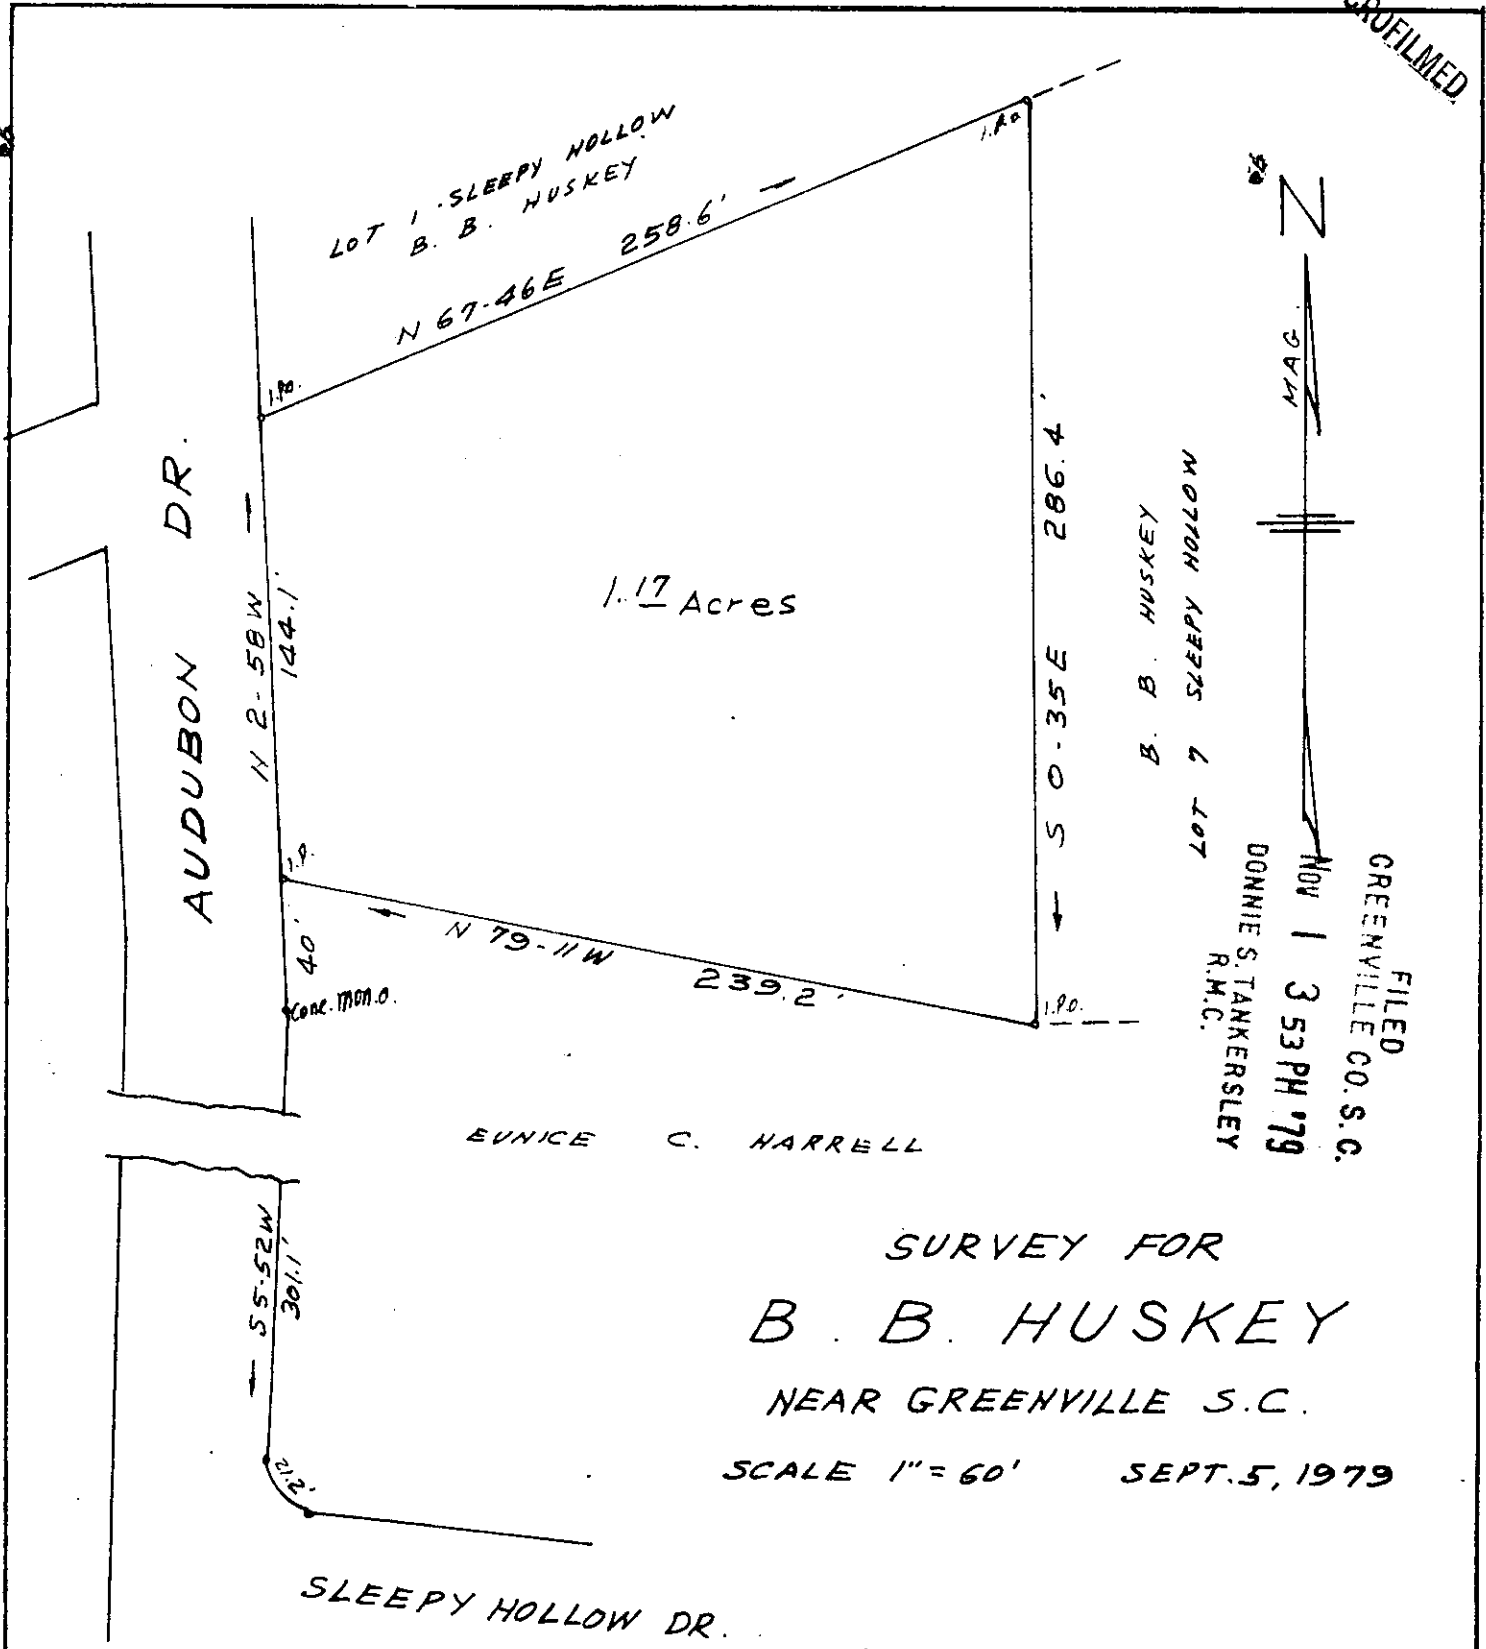 CROFILMED
LOT 1 SLEEPY HOLLOW
B. B. HUSKEY
N 67-46E 258.6'
I.P.O.
I.P.O.
N
MAG.
AUDUBON DR.
N 2-58W
144.1'
1.17 Acres
S 0-35E 286.4'
B. B. HUSKEY
LOT 7 SLEEPY HOLLOW
I.P.
N 79-11W 239.2'
I.P.O.
40'
Conc. Mon. O.
FILED
GREENVILLE CO. S. C.
NOV 1 3 53 PM '79
DONNIE S. TANKERSLEY
R.M.C.
EUNICE C. HARRELL
S 5-52W
301.1'
21.2'
SURVEY FOR
B. B. HUSKEY
NEAR GREENVILLE S.C.
SCALE 1" = 60' SEPT. 5, 1979
SLEEPY HOLLOW DR.